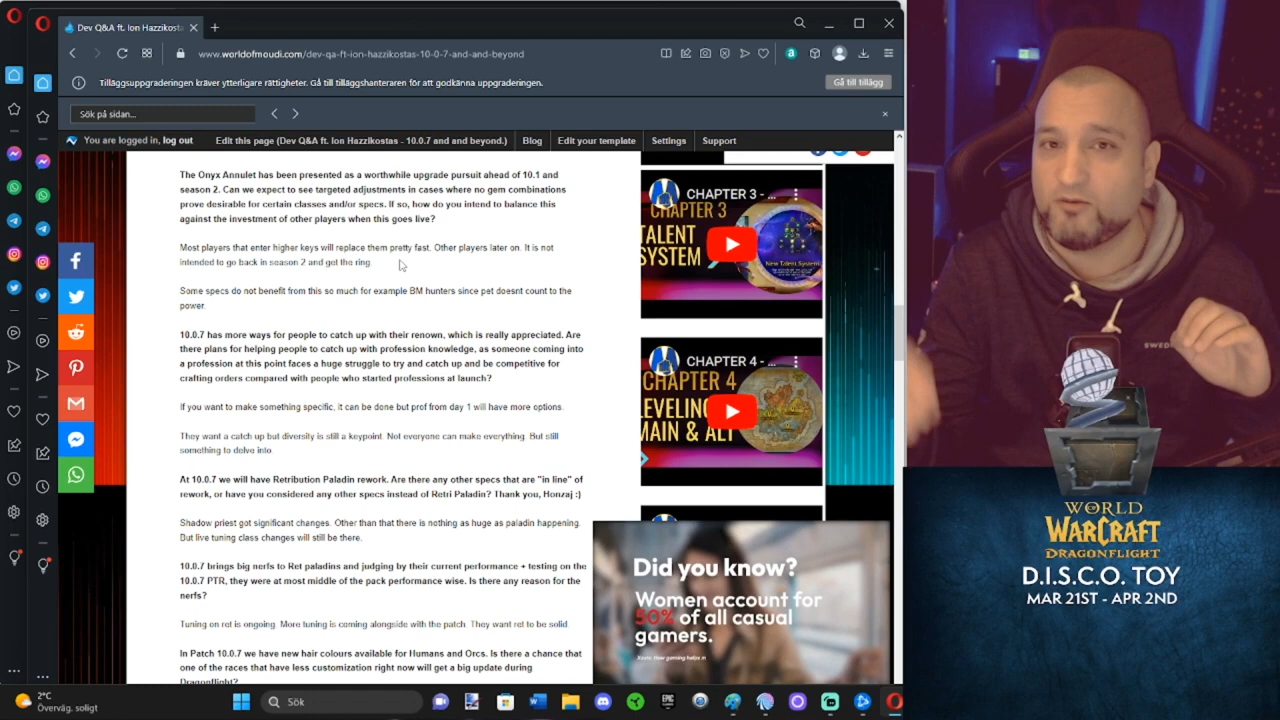 Dev Q&A ft. Ion Hazzikostas
www.worldofmoudi.com/dev-qa-ft-ion-hazzikostas-10-0-7-and-and-beyond
Tilläggsuppgraderingen kräver ytterligare rättigheter. Gå till tilläggshanteraren för att godkänna uppgraderingen.
Gå till tillägg
Sök på sidan...
You are logged in, log out
Edit this page (Dev Q&A ft. Ion Hazzikostas - 10.0.7 and and beyond.)
Blog
Edit your template
Settings
Support
The Onyx Annulet has been presented as a worthwhile upgrade pursuit ahead of 10.1 and
season 2. Can we expect to see targeted adjustments in cases where no gem combinations
prove desirable for certain classes and/or specs. If so, how do you intend to balance this
against the investment of other players when this goes live?
Most players that enter higher keys will replace them pretty fast. Other players later on. It is not
intended to go back in season 2 and get the ring.
Some specs do not benefit from this so much for example BM hunters since pet doesnt count to the
power.
10.0.7 has more ways for people to catch up with their renown, which is really appreciated. Are
there plans for helping people to catch up with profession knowledge, as someone coming into
a profession at this point faces a huge struggle to try and catch up and be competitive for
crafting orders compared with people who started professions at launch?
If you want to make something specific, it can be done but prof from day 1 will have more options.
They want a catch up but diversity is still a keypoint. Not everyone can make everything. But still
something to delve into.
At 10.0.7 we will have Retribution Paladin rework. Are there any other specs that are "in line" of
rework, or have you considered any other specs instead of Retri Paladin? Thank you, Honzaj :)
Shadow priest got significant changes. Other than that there is nothing as huge as paladin happening.
But live tuning class changes will still be there.
10.0.7 brings big nerfs to Ret paladins and judging by their current performance + testing on the
10.0.7 PTR, they were at most middle of the pack performance wise. Is there any reason for the
nerfs?
Tuning on ret is ongoing. More tuning is coming alongside with the patch. They want ret to be solid.
In Patch 10.0.7 we have new hair colours available for Humans and Orcs. Is there a chance that
one of the races that have less customization right now will get a big update during
Dragonflight?
CHAPTER 3 - ...
CHAPTER 3
TALENT
SYSTEM
New Talent System
CHAPTER 4 - ...
CHAPTER 4
LEVELING
MAIN & ALT
Did you know?
Women account for
50% of all casual
gamers.
SWEDEN
WORLD
WARCRAFT
DRAGONFLIGHT
D.I.S.C.O. TOY
MAR 21ST - APR 2ND
2°C
Överväg. soligt
Sök
EPIC